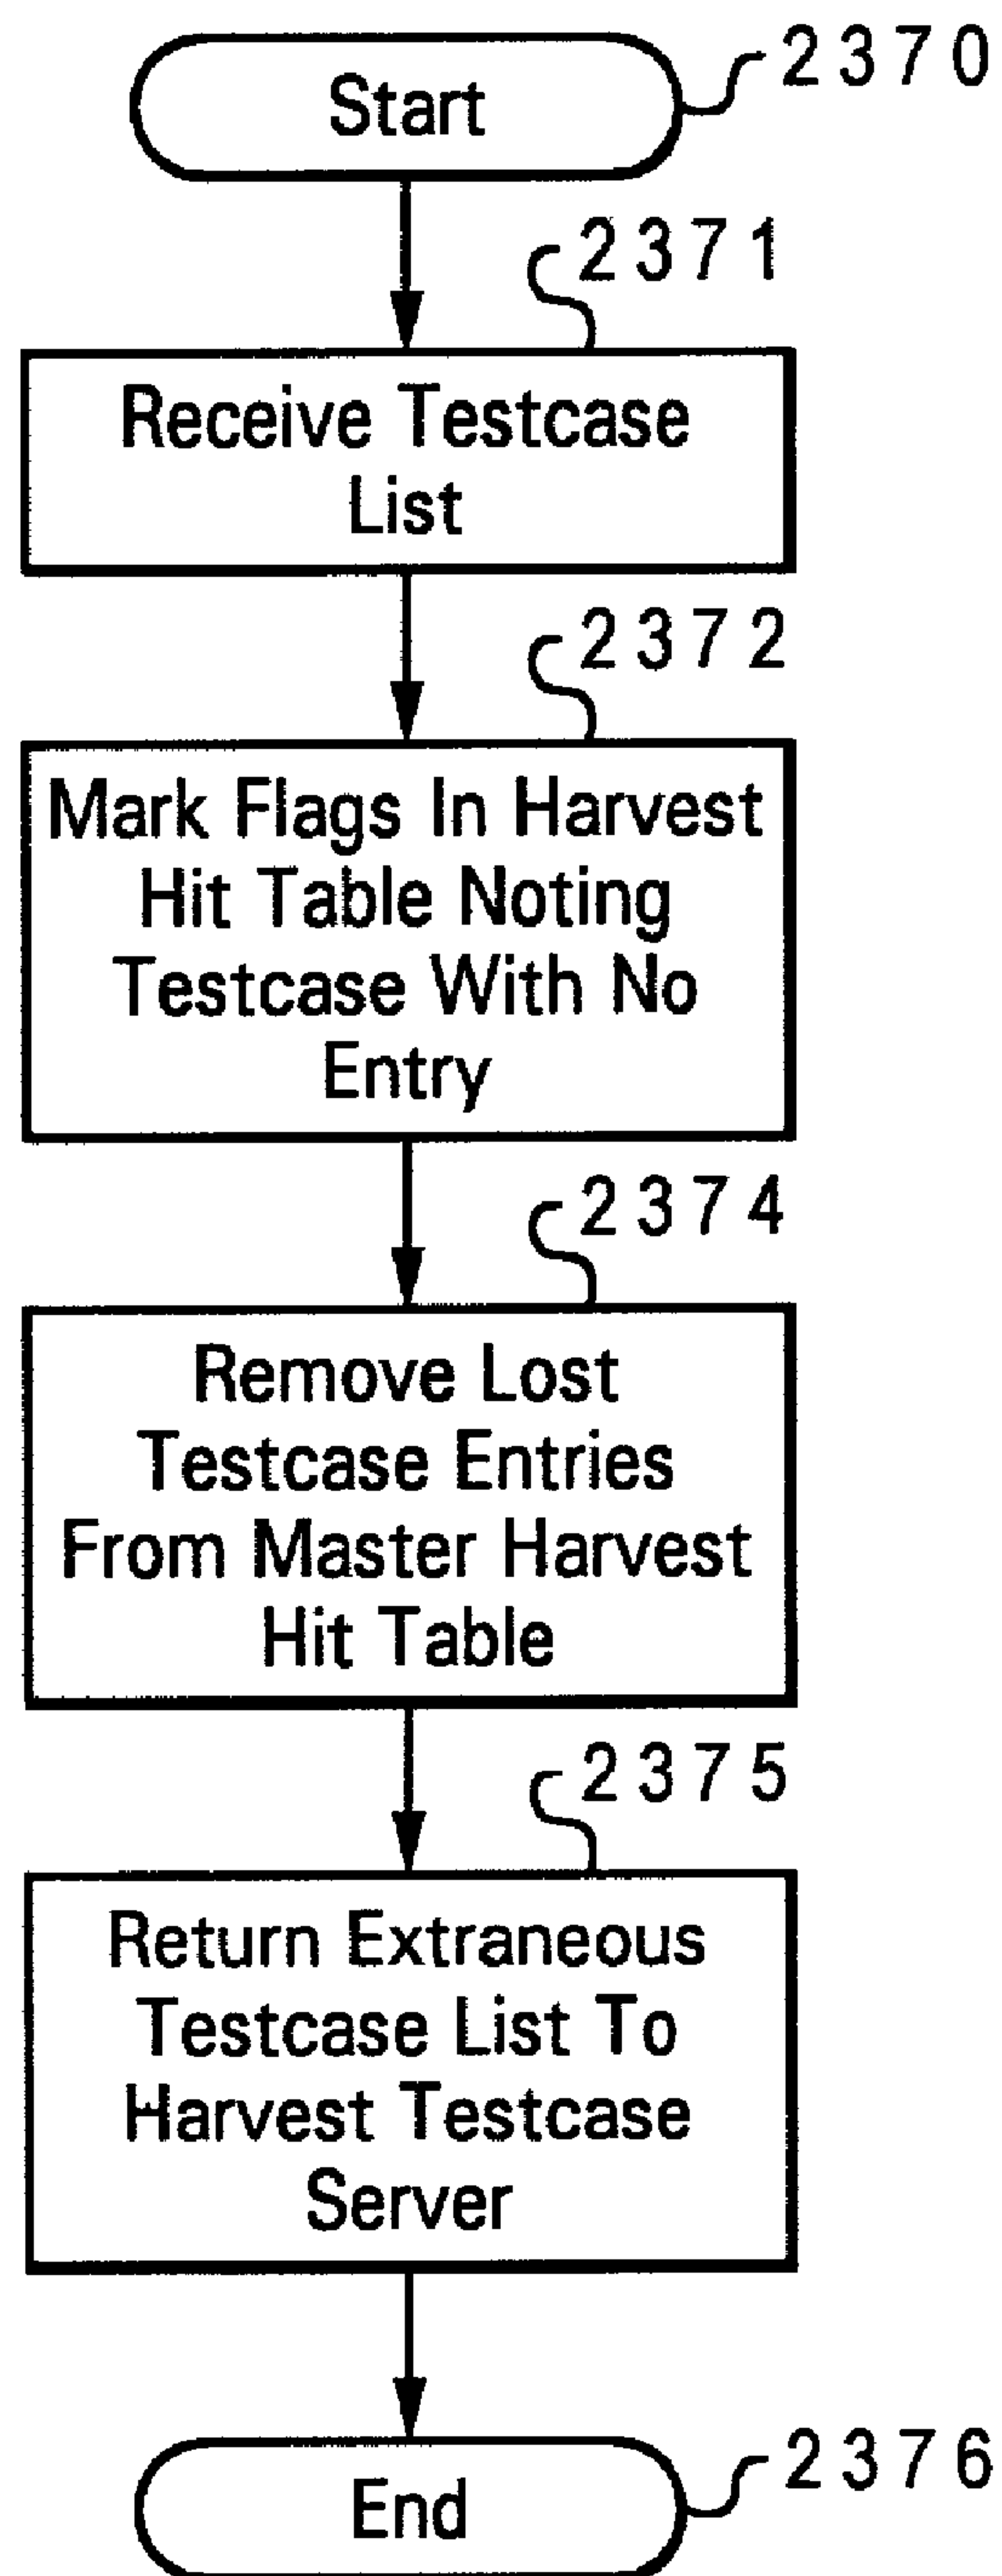 Start
2370
2371
Receive Testcase
List
2372
Mark Flags In Harvest
Hit Table Noting
Testcase With No
Entry
2374
Remove Lost
Testcase Entries
From Master Harvest
Hit Table
2375
Return Extraneous
Testcase List To
Harvest Testcase
Server
End
2376